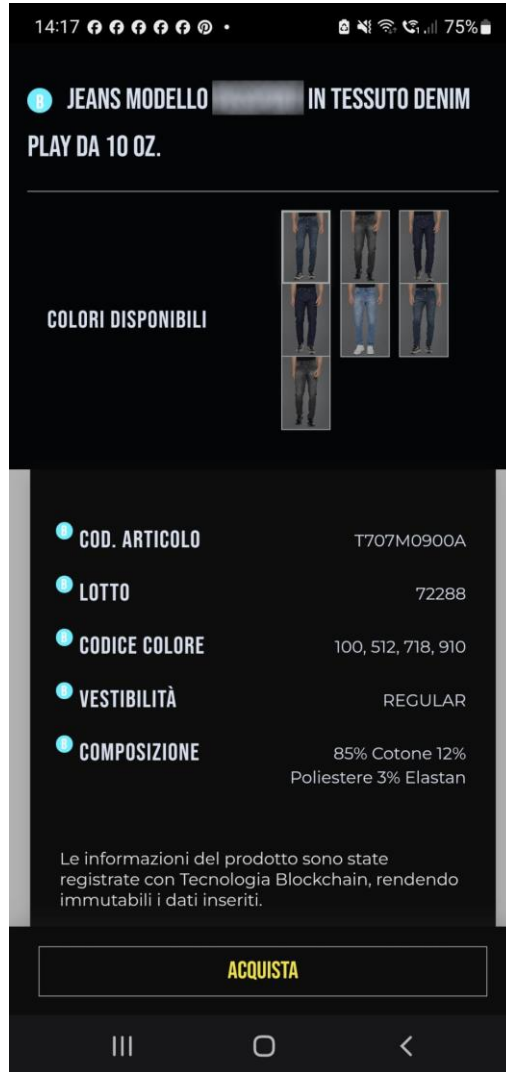 14:17
75%
JEANS MODELLO IN TESSUTO DENIM
PLAY DA 10 OZ.
COLORI DISPONIBILI
COD. ARTICOLO T707M0900A
LOTTO 72288
CODICE COLORE 100, 512, 718, 910
VESTIBILITÀ REGULAR
COMPOSIZIONE 85% Cotone 12%
Poliestere 3% Elastan
Le informazioni del prodotto sono state
registrate con Tecnologia Blockchain, rendendo
immutabili i dati inseriti.
ACQUISTA